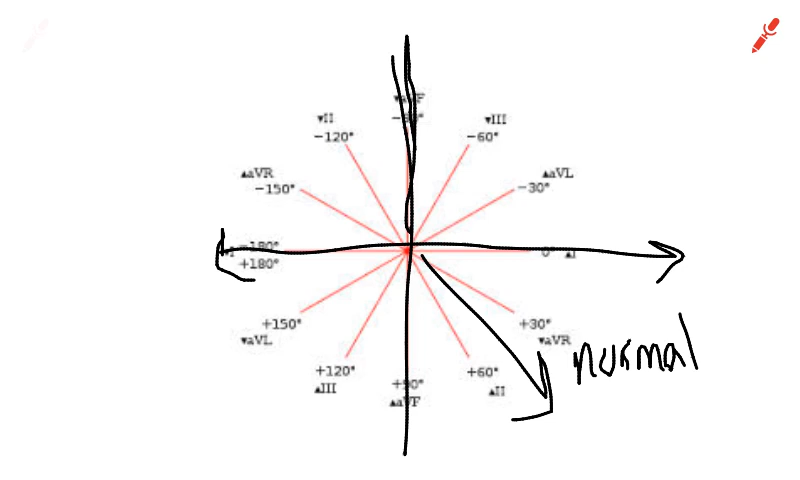 ▼aVF
▼II
▼III
−120°
−60°
▲aVR
▲aVL
−150°
−30°
−180°
0° ▲I
+180°
+150°
+30°
▼aVL
▼aVR
normal
+120°
+60°
▲III
+90°
▲II
▲aVF